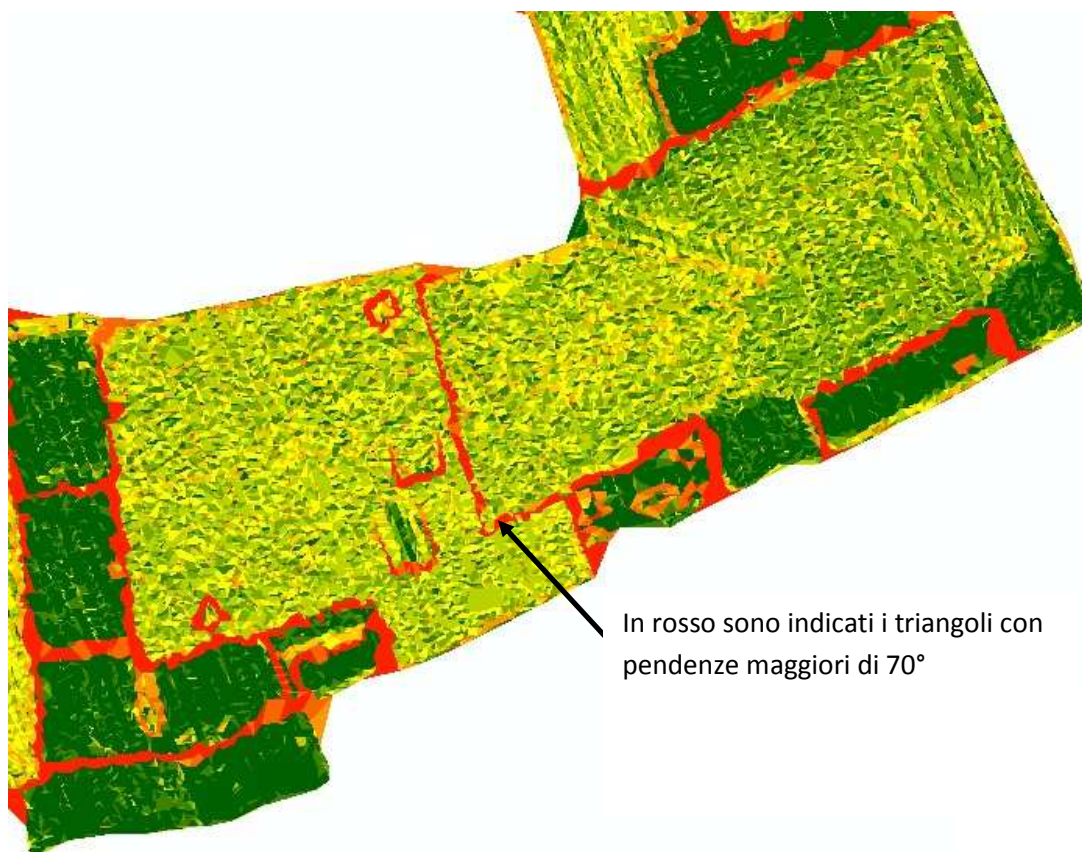 In rosso sono indicati i triangoli con
pendenze maggiori di 70°